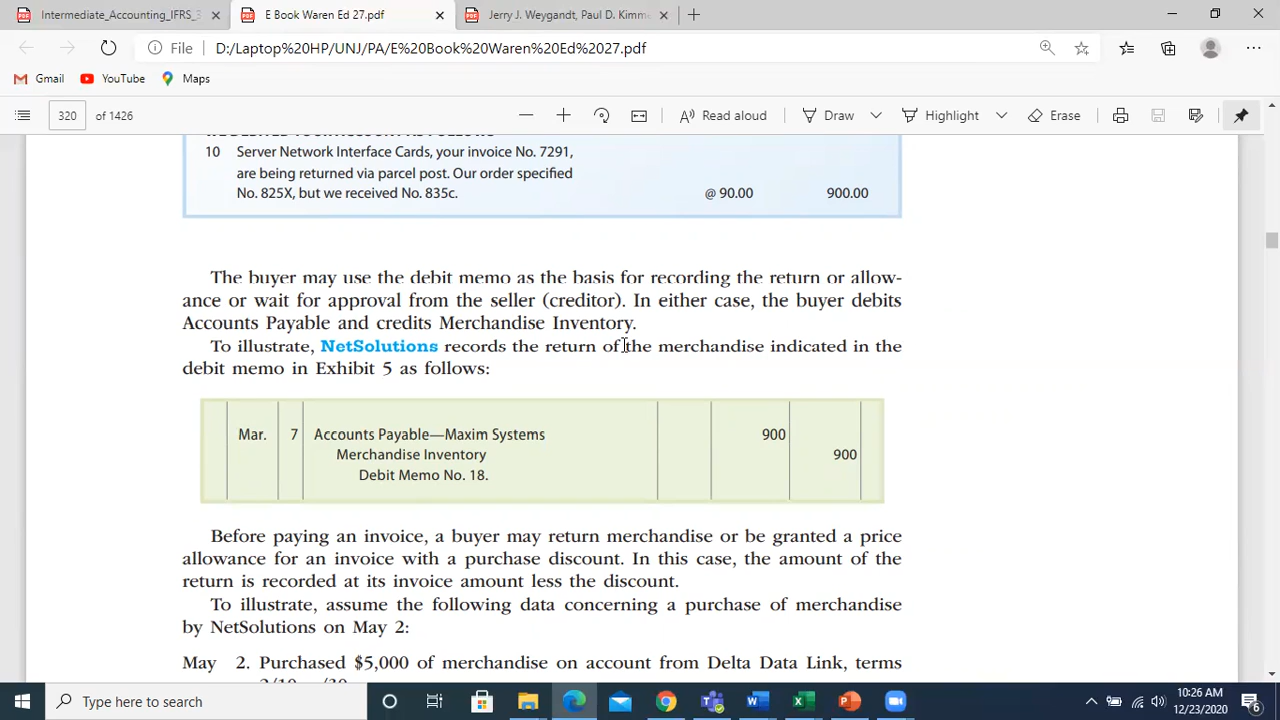 Intermediate_Accounting_IFRS_3
E Book Waren Ed 27.pdf
Jerry J. Weygandt, Paul D. Kimme
File
D:/Laptop%20HP/UNJ/PA/E%20Book%20Waren%20Ed%2027.pdf
Gmail
YouTube
Maps
320
of 1426
Read aloud
Draw
Highlight
Erase
10 Server Network Interface Cards, your invoice No. 7291,
are being returned via parcel post. Our order specified
No. 825X, but we received No. 835c. @ 90.00 900.00
The buyer may use the debit memo as the basis for recording the return or allow-
ance or wait for approval from the seller (creditor). In either case, the buyer debits
Accounts Payable and credits Merchandise Inventory.
To illustrate, NetSolutions records the return of the merchandise indicated in the
debit memo in Exhibit 5 as follows:
Mar. 7 Accounts Payable—Maxim Systems 900
Merchandise Inventory 900
Debit Memo No. 18.
Before paying an invoice, a buyer may return merchandise or be granted a price
allowance for an invoice with a purchase discount. In this case, the amount of the
return is recorded at its invoice amount less the discount.
To illustrate, assume the following data concerning a purchase of merchandise
by NetSolutions on May 2:
May 2. Purchased $5,000 of merchandise on account from Delta Data Link, terms
Type here to search
10:26 AM
12/23/2020
6